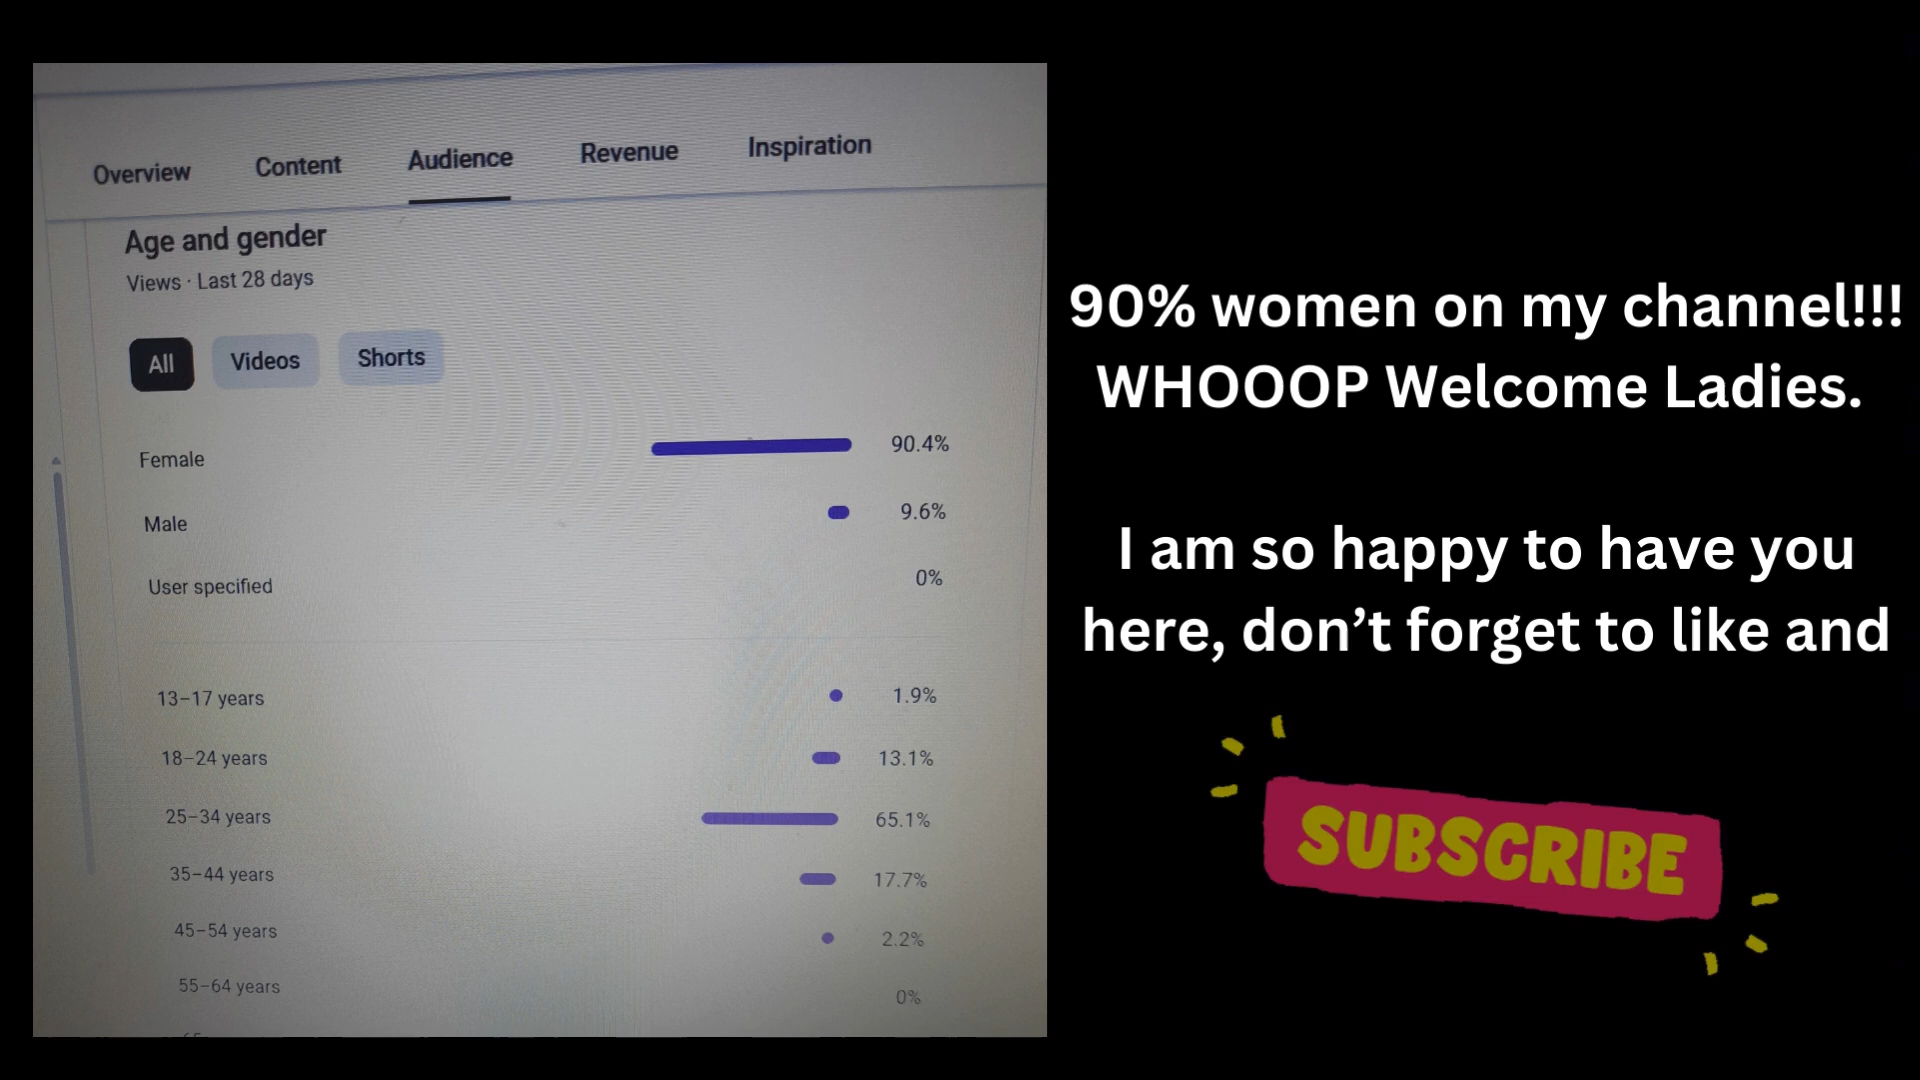 Overview Content Audience Revenue Inspiration
Age and gender
Views · Last 28 days
All Videos Shorts
Female 90.4%
Male 9.6%
User specified 0%
13–17 years 1.9%
18–24 years 13.1%
25–34 years 65.1%
35–44 years 17.7%
45–54 years 2.2%
55–64 years 0%
90% women on my channel!!!
WHOOOP Welcome Ladies.
I am so happy to have you
here, don’t forget to like and
SUBSCRIBE